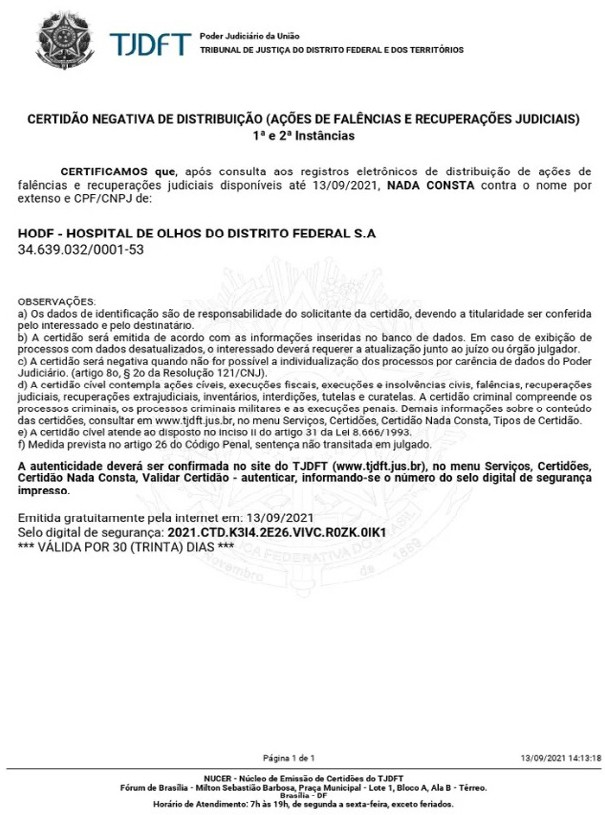 TJDFT
Poder Judiciário da União
TRIBUNAL DE JUSTIÇA DO DISTRITO FEDERAL E DOS TERRITÓRIOS
CERTIDÃO NEGATIVA DE DISTRIBUIÇÃO (AÇÕES DE FALÊNCIAS E RECUPERAÇÕES JUDICIAIS)
1ª e 2ª Instâncias
CERTIFICAMOS que, após consulta aos registros eletrônicos de distribuição de ações de
falências e recuperações judiciais disponíveis até 13/09/2021, NADA CONSTA contra o nome por
extenso e CPF/CNPJ de:
HODF - HOSPITAL DE OLHOS DO DISTRITO FEDERAL S.A
34.639.032/0001-53
OBSERVAÇÕES:
a) Os dados de identificação são de responsabilidade do solicitante da certidão, devendo a titularidade ser conferida
pelo interessado e pelo destinatário.
b) A certidão será emitida de acordo com as informações inseridas no banco de dados. Em caso de exibição de
processos com dados desatualizados, o interessado deverá requerer a atualização junto ao juízo ou órgão julgador.
c) A certidão será negativa quando não for possível a individualização dos processos por carência de dados do Poder
Judiciário. (artigo 8o, § 2o da Resolução 121/CNJ).
d) A certidão cível contempla ações cíveis, execuções fiscais, execuções e insolvências civis, falências, recuperações
judiciais, recuperações extrajudiciais, inventários, interdições, tutelas e curatelas. A certidão criminal compreende os
processos criminais, os processos criminais militares e as execuções penais. Demais informações sobre o conteúdo
das certidões, consultar em www.tjdft.jus.br, no menu Serviços, Certidões, Certidão Nada Consta, Tipos de Certidão.
e) A certidão cível atende ao disposto no inciso II do artigo 31 da Lei 8.666/1993.
f) Medida prevista no artigo 26 do Código Penal, sentença não transitada em julgado.
A autenticidade deverá ser confirmada no site do TJDFT (www.tjdft.jus.br), no menu Serviços, Certidões,
Certidão Nada Consta, Validar Certidão - autenticar, informando-se o número do selo digital de segurança
impresso.
Emitida gratuitamente pela internet em: 13/09/2021
Selo digital de segurança: 2021.CTD.K3I4.2E26.VIVC.R0ZK.0IK1
*** VÁLIDA POR 30 (TRINTA) DIAS ***
Página 1 de 1
13/09/2021 14:13:18
NUCER - Núcleo de Emissão de Certidões do TJDFT
Fórum de Brasília - Milton Sebastião Barbosa, Praça Municipal - Lote 1, Bloco A, Ala B - Térreo.
Brasília - DF
Horário de Atendimento: 7h às 19h, de segunda a sexta-feira, exceto feriados.